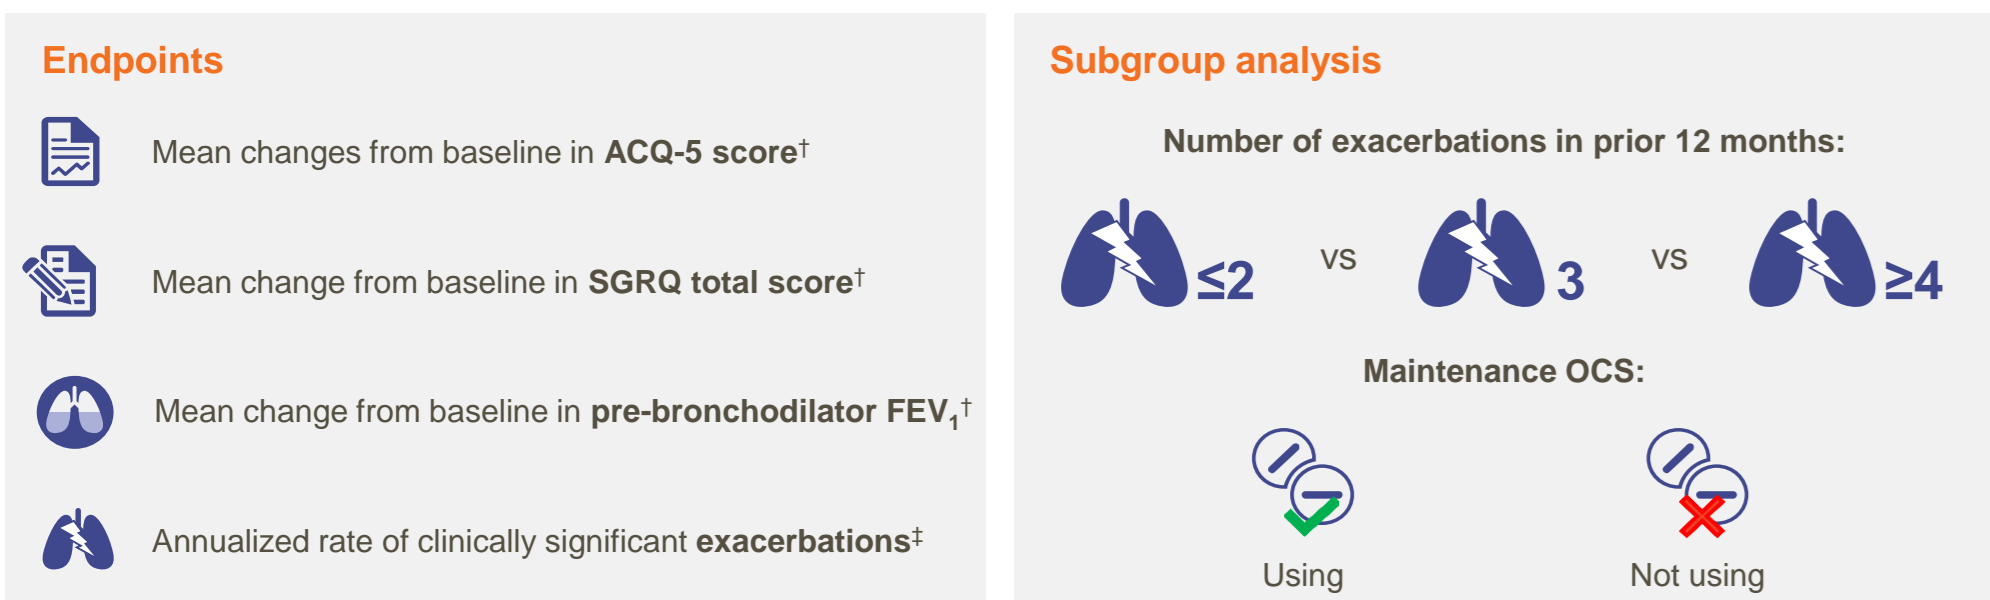 Endpoints
Mean changes from baseline in ACQ-5 score†
Mean change from baseline in SGRQ total score†
Mean change from baseline in pre-bronchodilator FEV₁†
Annualized rate of clinically significant exacerbations‡
Subgroup analysis
Number of exacerbations in prior 12 months:
≤2 vs 3 vs ≥4
Maintenance OCS:
Using Not using